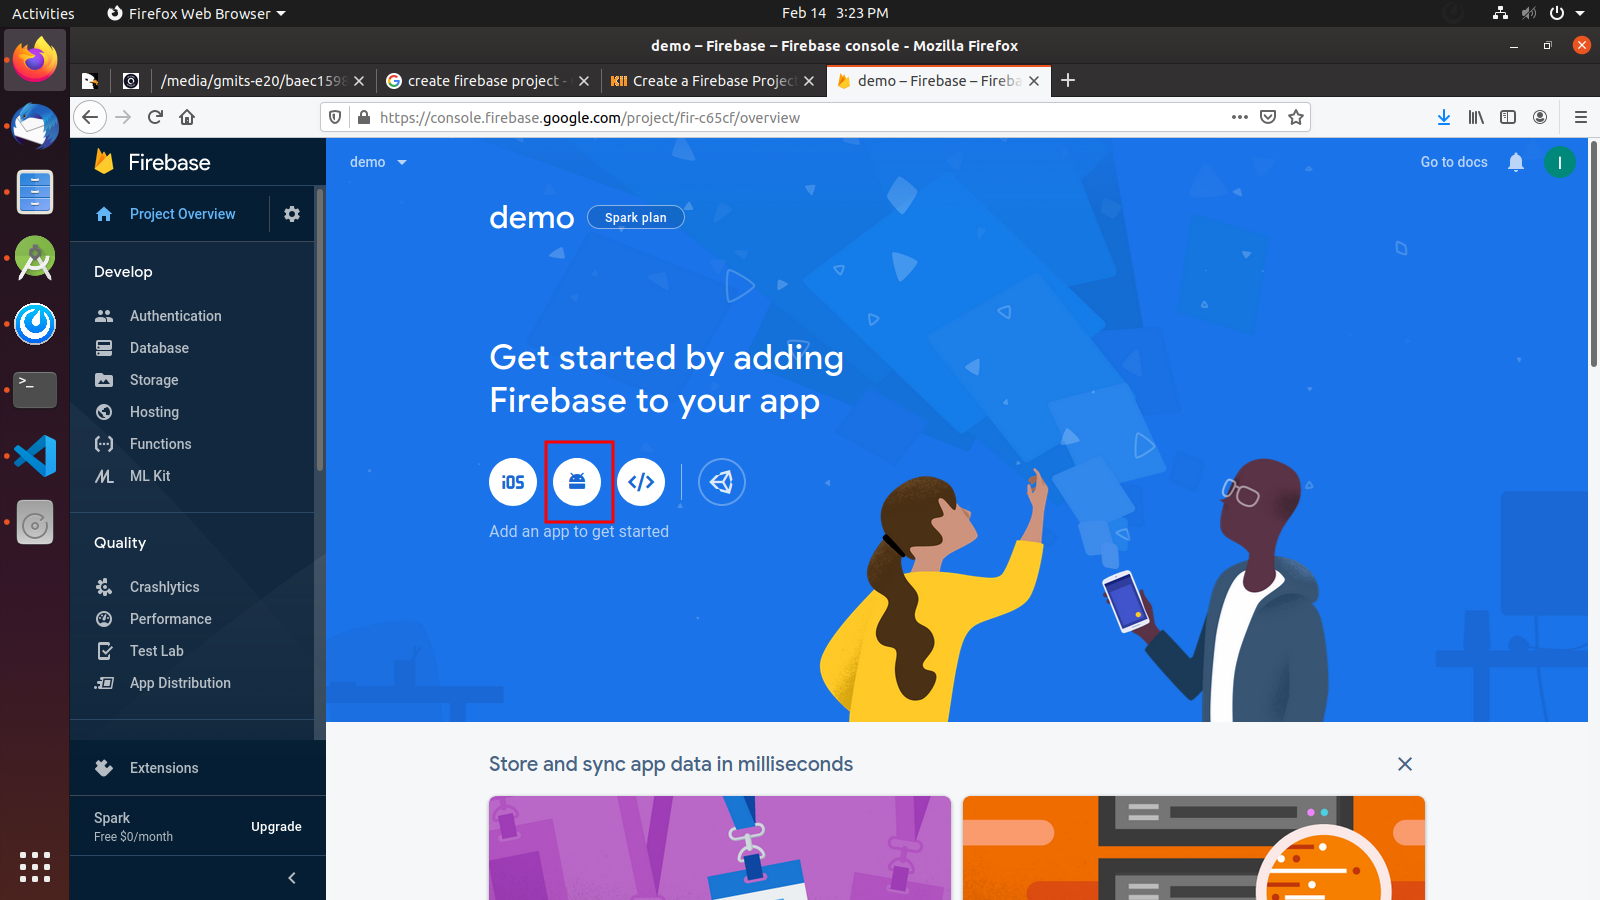 Activities
Firefox Web Browser
Feb 14 3:23 PM
demo – Firebase – Firebase console - Mozilla Firefox
/media/gmits-e20/baec1598
create firebase project -
Create a Firebase Project
demo – Firebase – Fireba
https://console.firebase.google.com/project/fir-c65cf/overview
Firebase
demo
Go to docs
I
Project Overview
demo
Spark plan
Develop
Authentication
Database
Storage
Hosting
Functions
ML Kit
Get started by adding
Firebase to your app
iOS
Add an app to get started
Quality
Crashlytics
Performance
Test Lab
App Distribution
Extensions
Spark
Free $0/month
Upgrade
Store and sync app data in milliseconds